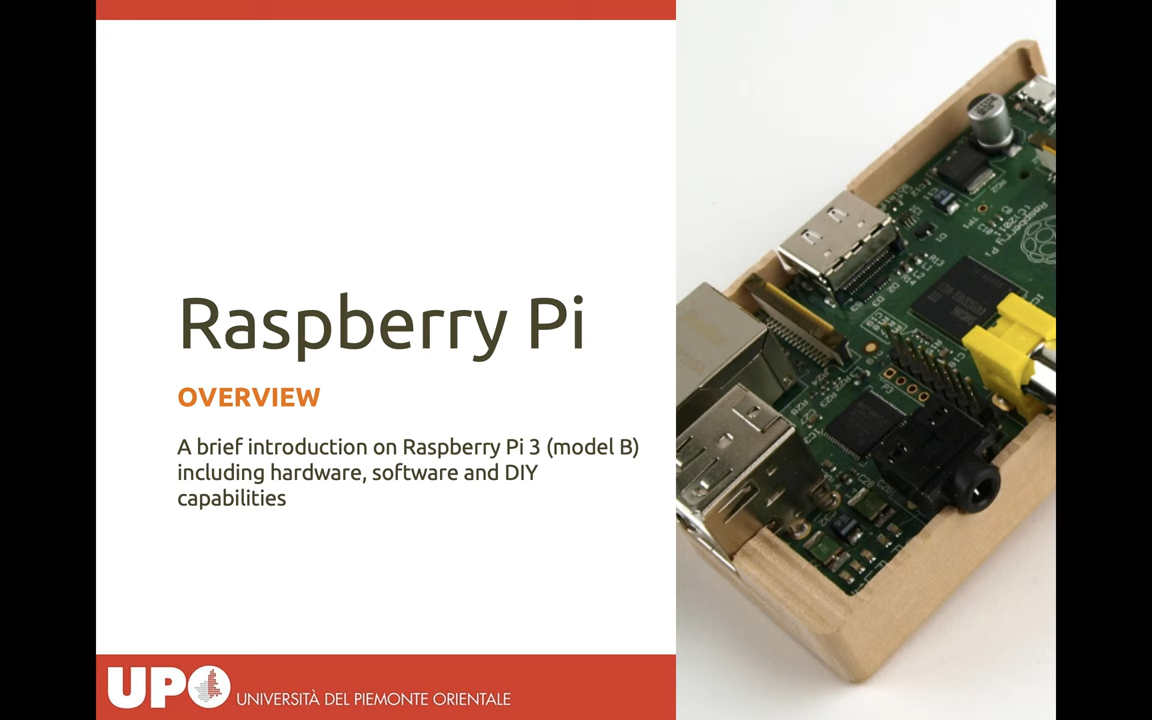 Raspberry Pi
OVERVIEW
A brief introduction on Raspberry Pi 3 (model B)
including hardware, software and DIY
capabilities
UPO
UNIVERSITÀ DEL PIEMONTE ORIENTALE